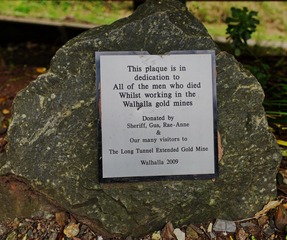 This plaque is in
dedication to
All of the men who died
Whilst working in the
Walhalla gold mines
Donated by
Sheriff, Gus, Rae-Anne
&
Our many visitors to
The Long Tunnel Extended Gold Mine
Walhalla 2009